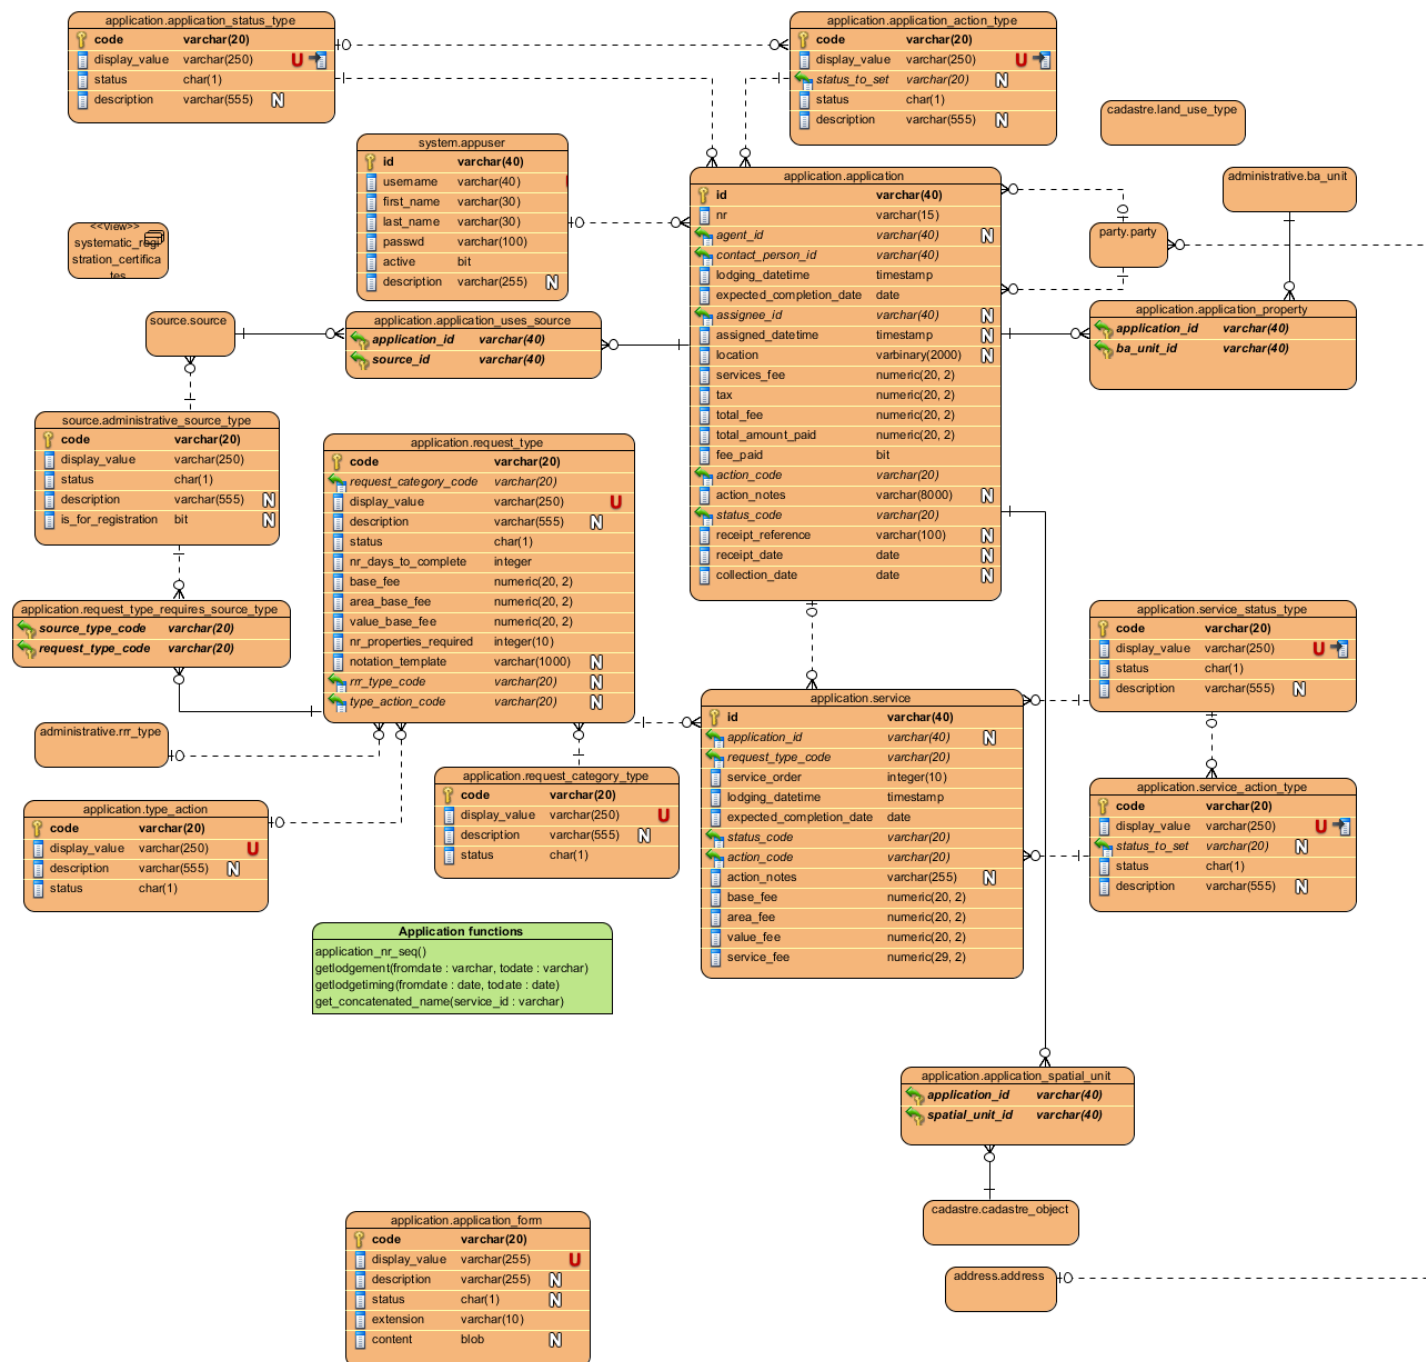 application.application_status_type
code varchar(20)
display_value varchar(250) U
status char(1)
description varchar(555) N
application.application_action_type
code varchar(20)
display_value varchar(250) U
status_to_set varchar(20) N
status char(1)
description varchar(555) N
cadastre.land_use_type
system.appuser
id varchar(40)
username varchar(40)
first_name varchar(30)
last_name varchar(30)
passwd varchar(100)
active bit
description varchar(255) N
application.application
id varchar(40)
nr varchar(15)
agent_id varchar(40) N
contact_person_id varchar(40)
lodging_datetime timestamp
expected_completion_date date
assignee_id varchar(40) N
assigned_datetime timestamp N
location varbinary(2000) N
services_fee numeric(20, 2)
tax numeric(20, 2)
total_fee numeric(20, 2)
total_amount_paid numeric(20, 2)
fee_paid bit
action_code varchar(20)
action_notes varchar(8000) N
status_code varchar(20)
receipt_reference varchar(100) N
receipt_date date N
collection_date date N
administrative.ba_unit
party.party
<<View>>
systematic_regi
stration_certifica
tes
source.source
application.application_uses_source
application_id varchar(40)
source_id varchar(40)
application.application_property
application_id varchar(40)
ba_unit_id varchar(40)
source.administrative_source_type
code varchar(20)
display_value varchar(250)
status char(1)
description varchar(555) N
is_for_registration bit N
application.request_type
code varchar(20)
request_category_code varchar(20)
display_value varchar(250) U
description varchar(555) N
status char(1)
nr_days_to_complete integer
base_fee numeric(20, 2)
area_base_fee numeric(20, 2)
value_base_fee numeric(20, 2)
nr_properties_required integer(10)
notation_template varchar(1000) N
rrr_type_code varchar(20) N
type_action_code varchar(20) N
application.request_type_requires_source_type
source_type_code varchar(20)
request_type_code varchar(20)
application.service_status_type
code varchar(20)
display_value varchar(250) U
status char(1)
description varchar(555) N
administrative.rrr_type
application.service
id varchar(40)
application_id varchar(40) N
request_type_code varchar(20)
service_order integer(10)
lodging_datetime timestamp
expected_completion_date date
status_code varchar(20)
action_code varchar(20)
action_notes varchar(255) N
base_fee numeric(20, 2)
area_fee numeric(20, 2)
value_fee numeric(20, 2)
service_fee numeric(29, 2)
application.request_category_type
code varchar(20)
display_value varchar(250) U
description varchar(555) N
status char(1)
application.service_action_type
code varchar(20)
display_value varchar(250) U
status_to_set varchar(20) N
status char(1)
description varchar(555) N
application.type_action
code varchar(20)
display_value varchar(250) U
description varchar(555) N
status char(1)
Application functions
application_nr_seq()
getlodgement(fromdate : varchar, todate : varchar)
getlodgetiming(fromdate : date, todate : date)
get_concatenated_name(service_id : varchar)
application.application_spatial_unit
application_id varchar(40)
spatial_unit_id varchar(40)
cadastre.cadastre_object
application.application_form
code varchar(20)
display_value varchar(255) U
description varchar(255) N
status char(1) N
extension varchar(10)
content blob N
address.address